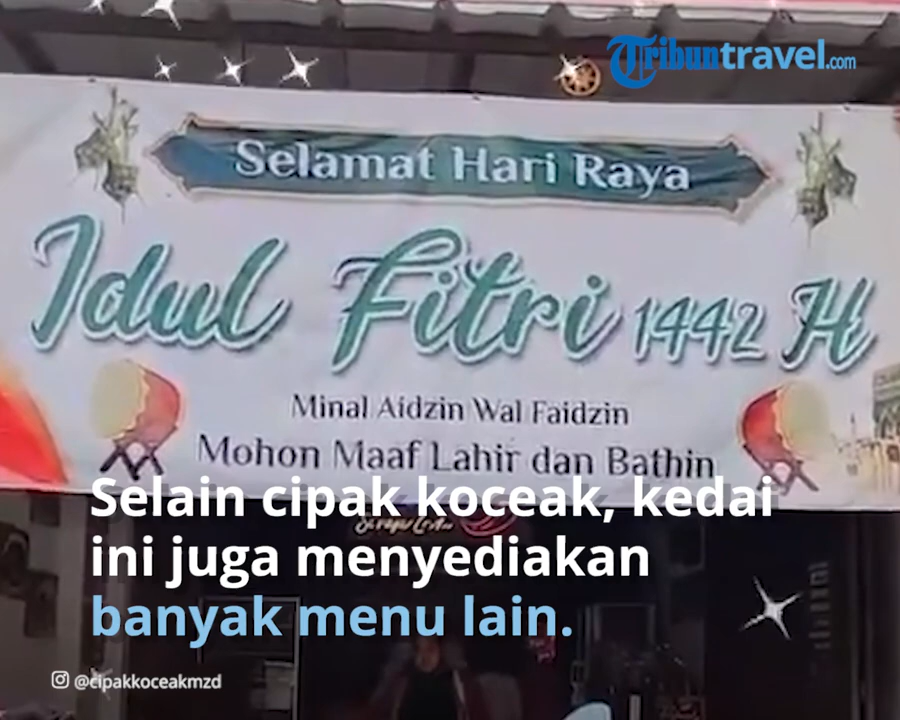 Tribuntravel.com
Selamat Hari Raya
Idul Fitri 1442 H
Minal Aidzin Wal Faidzin
Mohon Maaf Lahir dan Bathin
Selain cipak koceak, kedai
ini juga menyediakan
banyak menu lain.
@cipakkoceakmzd